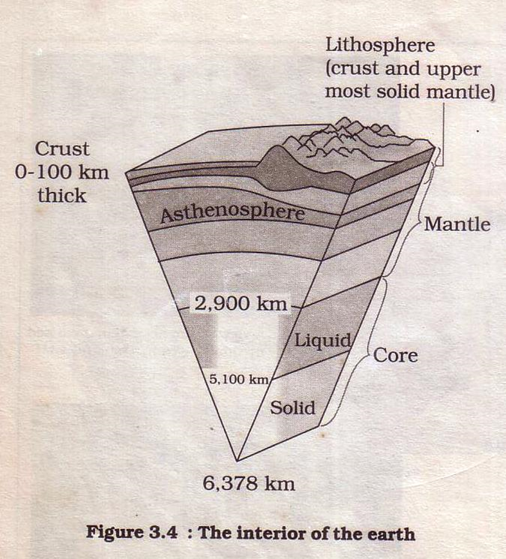 Lithosphere
(crust and upper
most solid mantle)
Crust
0-100 km
thick
Asthenosphere
Mantle
2,900 km
Liquid
Core
5,100 km
Solid
6,378 km
Figure 3.4 : The interior of the earth